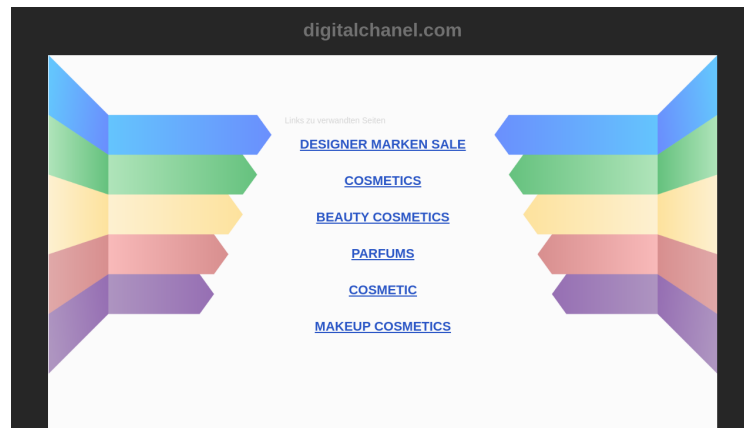 digitalchanel.com
Links zu verwandten Seiten
DESIGNER MARKEN SALE
COSMETICS
BEAUTY COSMETICS
PARFUMS
COSMETIC
MAKEUP COSMETICS